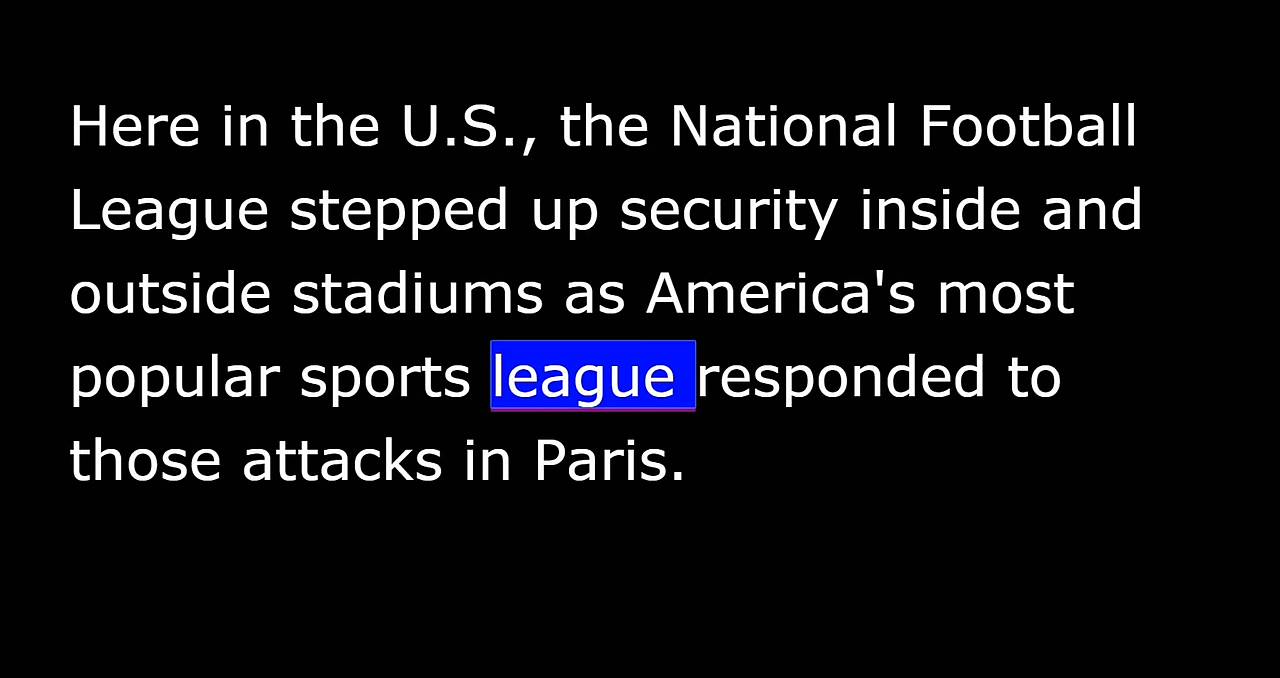 Here in the U.S., the National Football
League stepped up security inside and
outside stadiums as America's most
popular sports league responded to
those attacks in Paris.